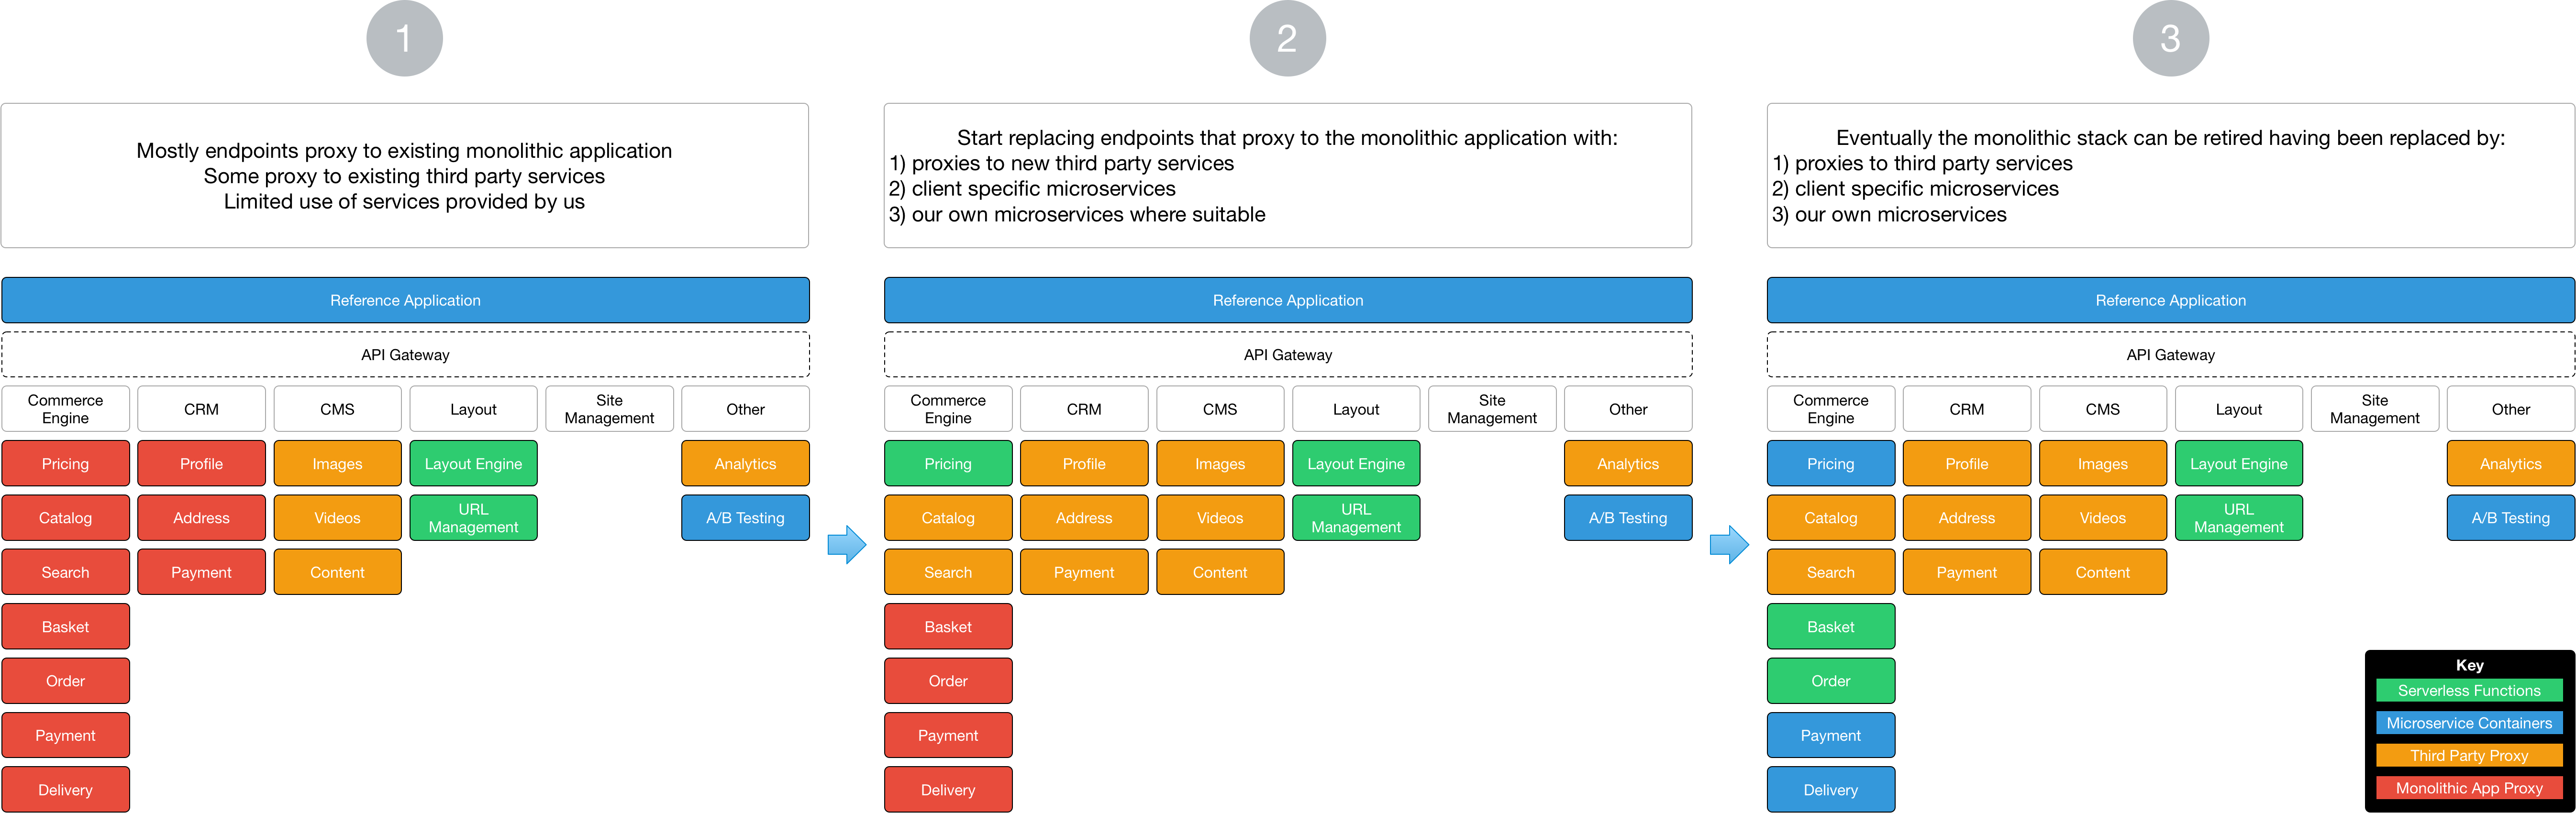 1
Mostly endpoints proxy to existing monolithic application
Some proxy to existing third party services
Limited use of services provided by us
Reference Application
API Gateway
Commerce
Engine
CRM
CMS
Layout
Site
Management
Other
Pricing
Profile
Images
Layout Engine
Analytics
Catalog
Address
Videos
URL
Management
A/B Testing
Search
Payment
Content
Basket
Order
Payment
Delivery
2
Start replacing endpoints that proxy to the monolithic application with:
1) proxies to new third party services
2) client specific microservices
3) our own microservices where suitable
Reference Application
API Gateway
Commerce
Engine
CRM
CMS
Layout
Site
Management
Other
Pricing
Profile
Images
Layout Engine
Analytics
Catalog
Address
Videos
URL
Management
A/B Testing
Search
Payment
Content
Basket
Order
Payment
Delivery
3
Eventually the monolithic stack can be retired having been replaced by:
1) proxies to third party services
2) client specific microservices
3) our own microservices
Reference Application
API Gateway
Commerce
Engine
CRM
CMS
Layout
Site
Management
Other
Pricing
Profile
Images
Layout Engine
Analytics
Catalog
Address
Videos
URL
Management
A/B Testing
Search
Payment
Content
Basket
Order
Payment
Delivery
Key
Serverless Functions
Microservice Containers
Third Party Proxy
Monolithic App Proxy